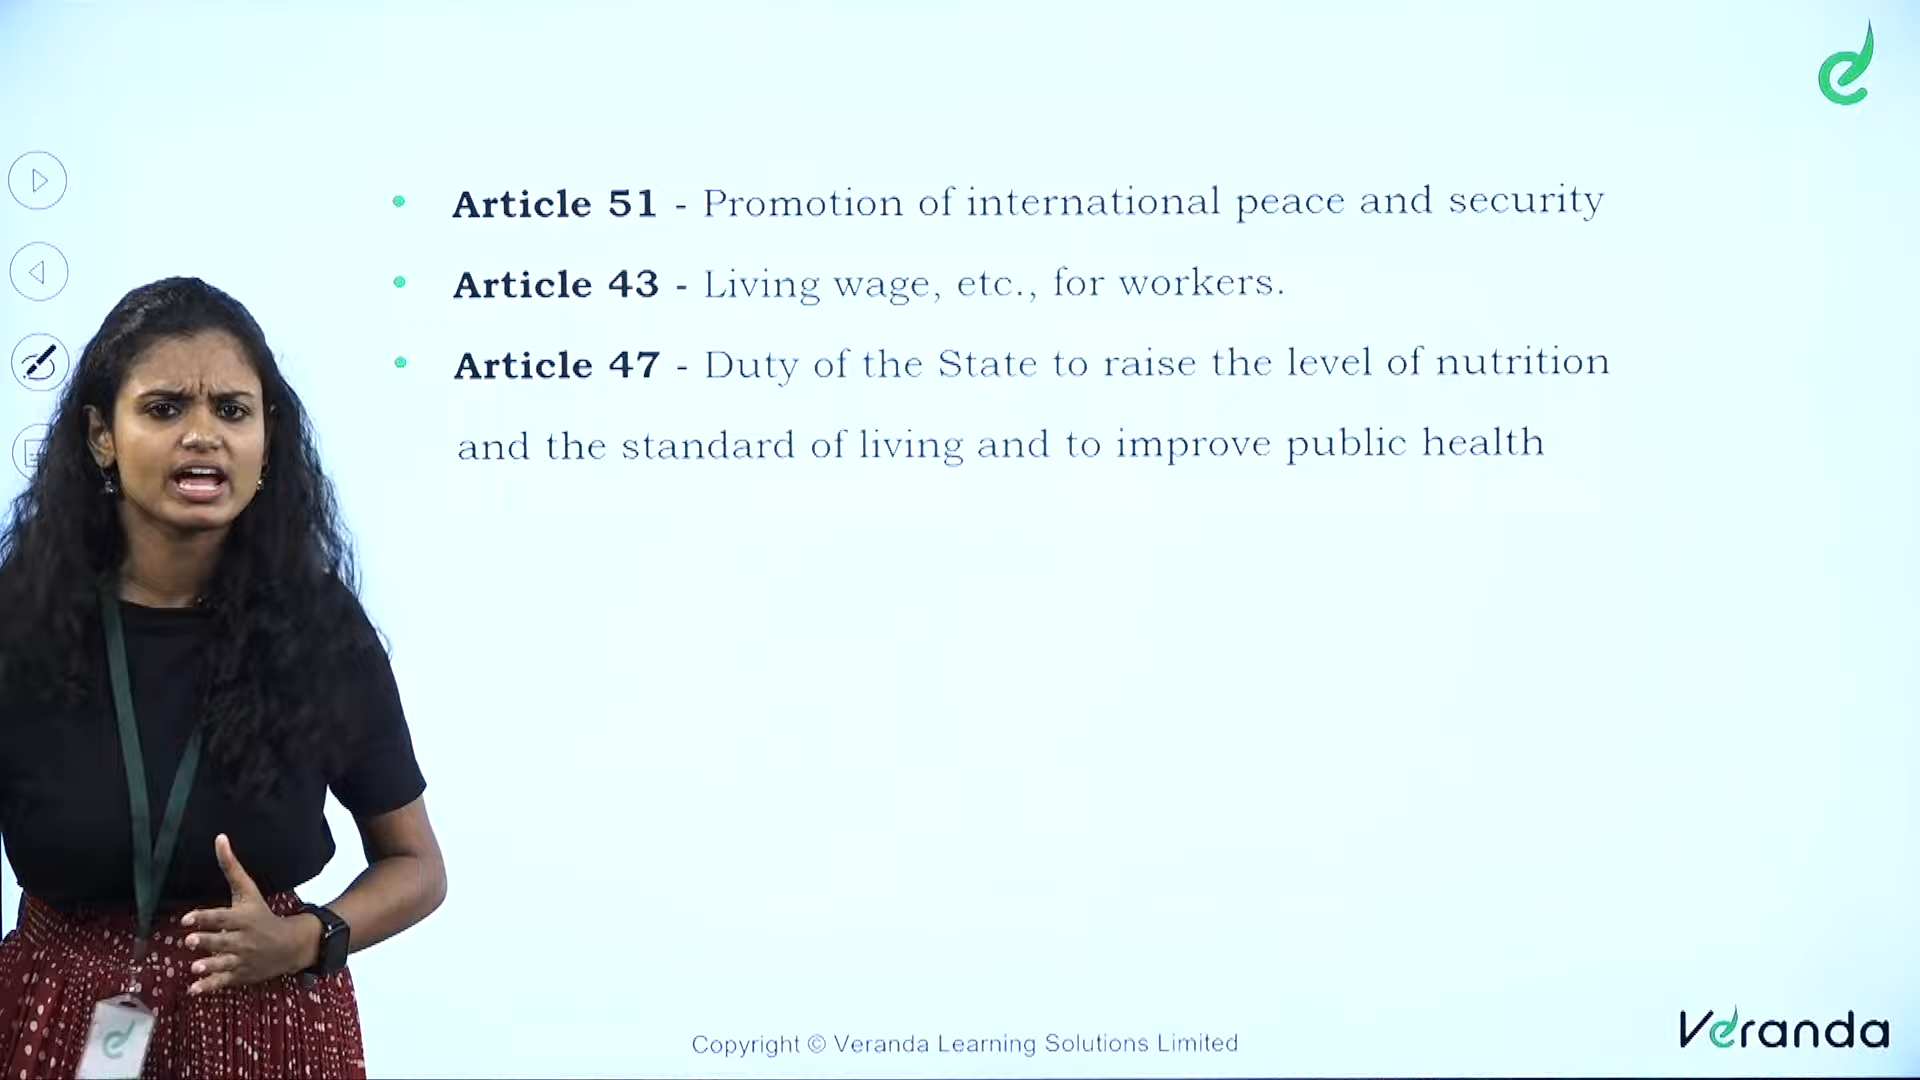 Article 51 - Promotion of international peace and security
Article 43 - Living wage, etc., for workers.
Article 47 - Duty of the State to raise the level of nutrition
and the standard of living and to improve public health
Copyright © Veranda Learning Solutions Limited
Veranda